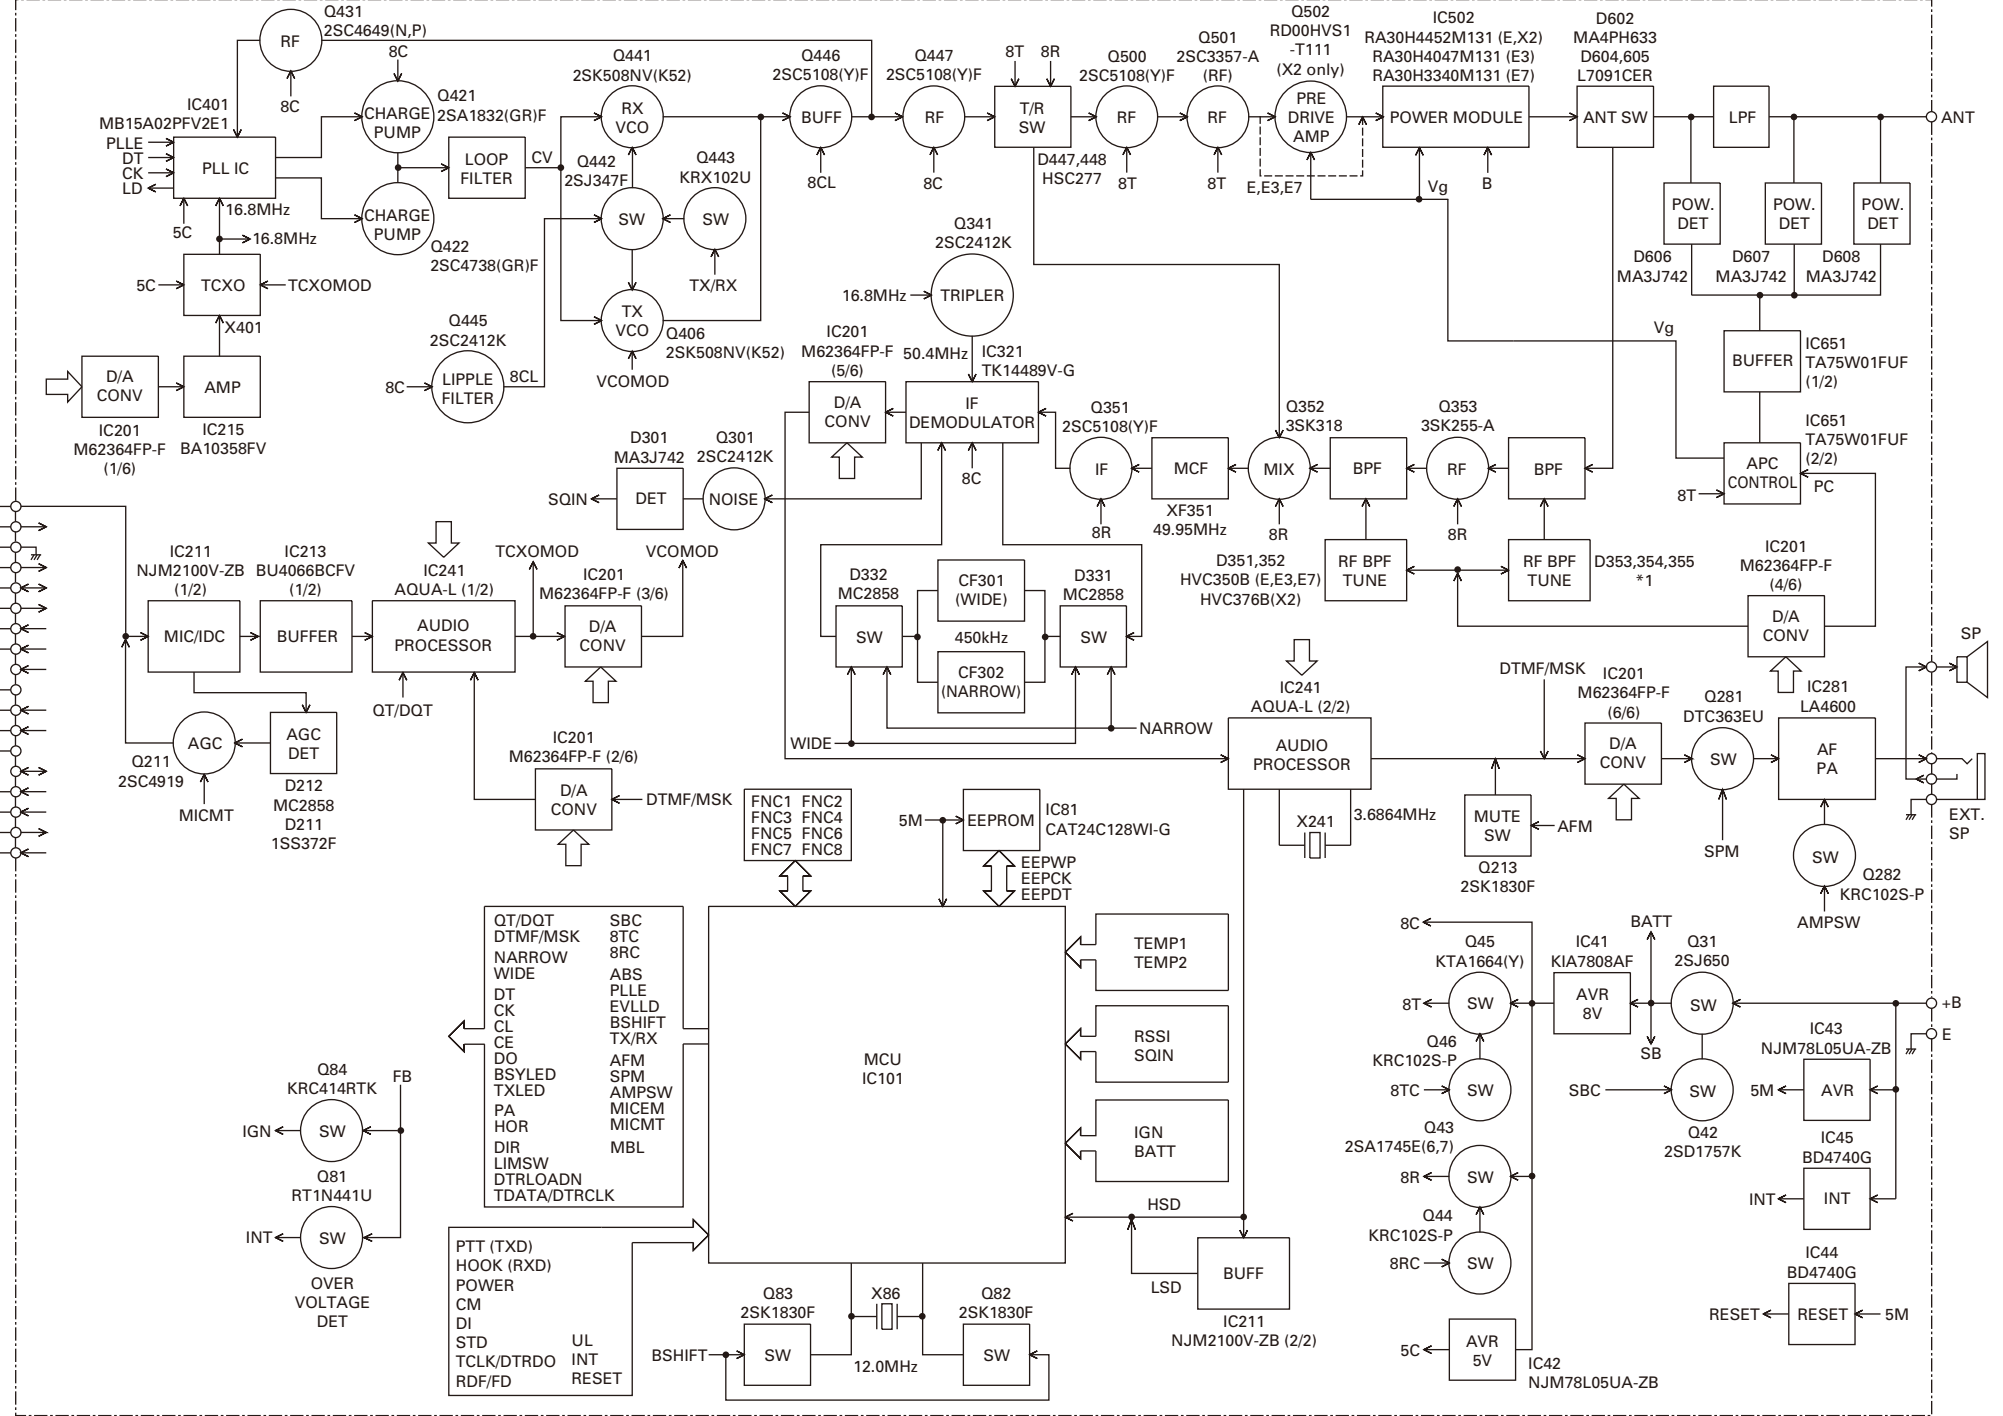 Q431
2SC4649(N,P)
RF
8C
IC401
MB15A02PFV2E1
PLLE
DT
CK
LD
PLL IC
5C
16.8MHz
16.8MHz
5C
TCXO
TCXOMOD
X401
D/A
CONV
IC201
M62364FP-F
(1/6)
AMP
IC215
BA10358FV
8C
CHARGE
PUMP
Q421
2SA1832(GR)F
CHARGE
PUMP
Q422
2SC4738(GR)F
LOOP
FILTER
CV
Q441
2SK508NV(K52)
RX
VCO
Q442
2SJ347F
SW
Q443
KRX102U
SW
TX/RX
TX
VCO
Q406
2SK508NV(K52)
VCOMOD
Q445
2SC2412K
8C
LIPPLE
FILTER
8CL
Q446
2SC5108(Y)F
BUFF
8CL
Q447
2SC5108(Y)F
RF
8C
8T
8R
T/R
SW
D447,448
HSC277
Q500
2SC5108(Y)F
RF
8T
Q501
2SC3357-A
(RF)
RF
8T
Q502
RD00HVS1
-T111
(X2 only)
PRE
DRIVE
AMP
E,E3,E7
IC502
RA30H4452M131 (E,X2)
RA30H4047M131 (E3)
RA30H3340M131 (E7)
POWER MODULE
Vg
B
D602
MA4PH633
D604,605
L7091CER
ANT SW
LPF
ANT
POW.
DET
POW.
DET
POW.
DET
D606
MA3J742
D607
MA3J742
D608
MA3J742
Vg
BUFFER
IC651
TA75W01FUF
(1/2)
IC651
TA75W01FUF
(2/2)
APC
CONTROL
8T
PC
Q341
2SC2412K
16.8MHz
TRIPLER
50.4MHz
IC321
TK14489V-G
IF
DEMODULATOR
8C
IC201
M62364FP-F
(5/6)
D/A
CONV
D301
MA3J742
Q301
2SC2412K
SQIN
DET
NOISE
Q351
2SC5108(Y)F
IF
8R
MCF
XF351
49.95MHz
Q352
3SK318
MIX
8R
BPF
Q353
3SK255-A
RF
8R
BPF
D351,352
HVC350B (E,E3,E7)
HVC376B(X2)
RF BPF
TUNE
RF BPF
TUNE
D353,354,355
*1
IC201
M62364FP-F
(4/6)
D/A
CONV
IC211
NJM2100V-ZB
(1/2)
MIC/IDC
IC213
BU4066BCFV
(1/2)
BUFFER
IC241
AQUA-L (1/2)
AUDIO
PROCESSOR
QT/DQT
TCXOMOD
IC201
M62364FP-F (3/6)
D/A
CONV
VCOMOD
AGC
Q211
2SC4919
MICMT
AGC
DET
D212
MC2858
D211
1SS372F
IC201
M62364FP-F (2/6)
D/A
CONV
DTMF/MSK
D332
MC2858
SW
CF301
(WIDE)
450kHz
CF302
(NARROW)
D331
MC2858
SW
WIDE
NARROW
IC241
AQUA-L (2/2)
AUDIO
PROCESSOR
X241
3.6864MHz
DTMF/MSK
MUTE
SW
AFM
Q213
2SK1830F
IC201
M62364FP-F
(6/6)
D/A
CONV
Q281
DTC363EU
SW
SPM
IC281
LA4600
AF
PA
SW
Q282
KRC102S-P
AMPSW
SP
EXT.
SP
FNC1 FNC2
FNC3 FNC4
FNC5 FNC6
FNC7 FNC8
5M
EEPROM
IC81
CAT24C128WI-G
EEPWP
EEPCK
EEPDT
QT/DQT
DTMF/MSK
NARROW
WIDE
DT
CK
CL
CE
DO
BSYLED
TXLED
PA
HOR
DIR
LIMSW
DTRLOADN
TDATA/DTRCLK
SBC
8TC
8RC
ABS
PLLE
EVLLD
BSHIFT
TX/RX
AFM
SPM
AMPSW
MICEM
MICMT
MBL
MCU
IC101
TEMP1
TEMP2
RSSI
SQIN
IGN
BATT
HSD
LSD
BUFF
IC211
NJM2100V-ZB (2/2)
Q84
KRC414RTK
FB
IGN
SW
Q81
RT1N441U
INT
SW
OVER
VOLTAGE
DET
PTT (TXD)
HOOK (RXD)
POWER
CM
DI
STD
TCLK/DTRDO
RDF/FD
UL
INT
RESET
Q83
2SK1830F
BSHIFT
SW
X86
12.0MHz
Q82
2SK1830F
SW
8C
Q45
KTA1664(Y)
8T
SW
Q46
KRC102S-P
8TC
SW
Q43
2SA1745E(6,7)
8R
SW
Q44
KRC102S-P
8RC
SW
5C
AVR
5V
IC42
NJM78L05UA-ZB
IC41
KIA7808AF
AVR
8V
BATT
SB
Q31
2SJ650
SW
SBC
SW
Q42
2SD1757K
+B
E
IC43
NJM78L05UA-ZB
5M
AVR
IC45
BD4740G
INT
INT
IC44
BD4740G
RESET
RESET
5M